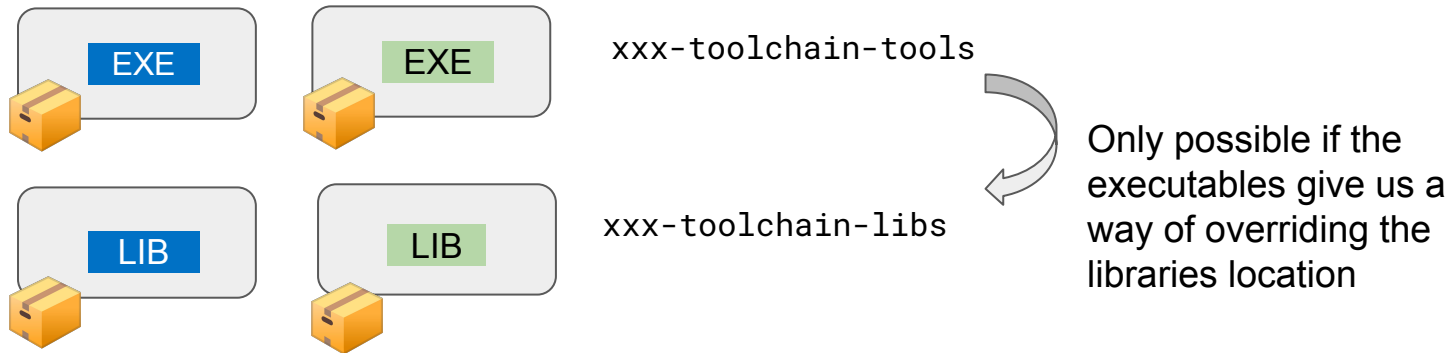 EXE
EXE
xxx-toolchain-tools
Only possible if the
executables give us a
way of overriding the
libraries location
LIB
LIB
xxx-toolchain-libs